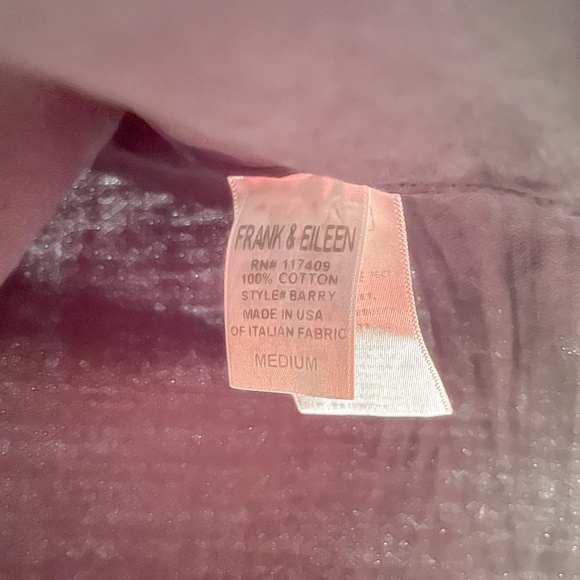 FRANK & EILEEN
RN# 117409
100% COTTON
STYLE# BARRY
MADE IN USA
OF ITALIAN FABRIC
MEDIUM